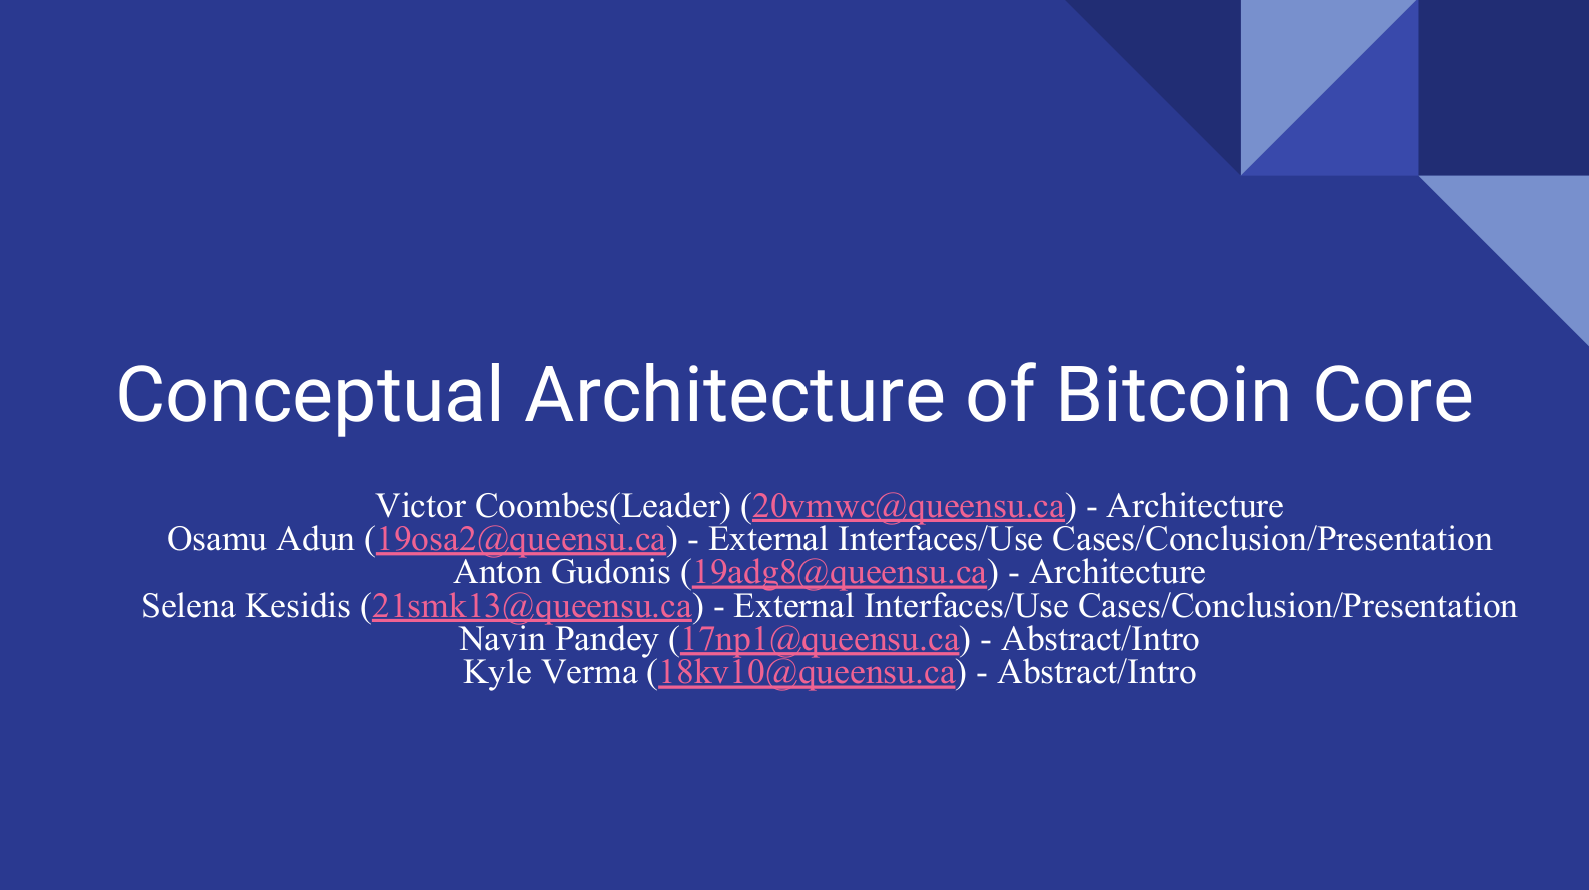 Conceptual Architecture of Bitcoin Core
Victor Coombes(Leader) (20vmwc@queensu.ca) - Architecture
Osamu Adun (19osa2@queensu.ca) - External Interfaces/Use Cases/Conclusion/Presentation
Anton Gudonis (19adg8@queensu.ca) - Architecture
Selena Kesidis (21smk13@queensu.ca) - External Interfaces/Use Cases/Conclusion/Presentation
Navin Pandey (17np1@queensu.ca) - Abstract/Intro
Kyle Verma (18kv10@queensu.ca) - Abstract/Intro